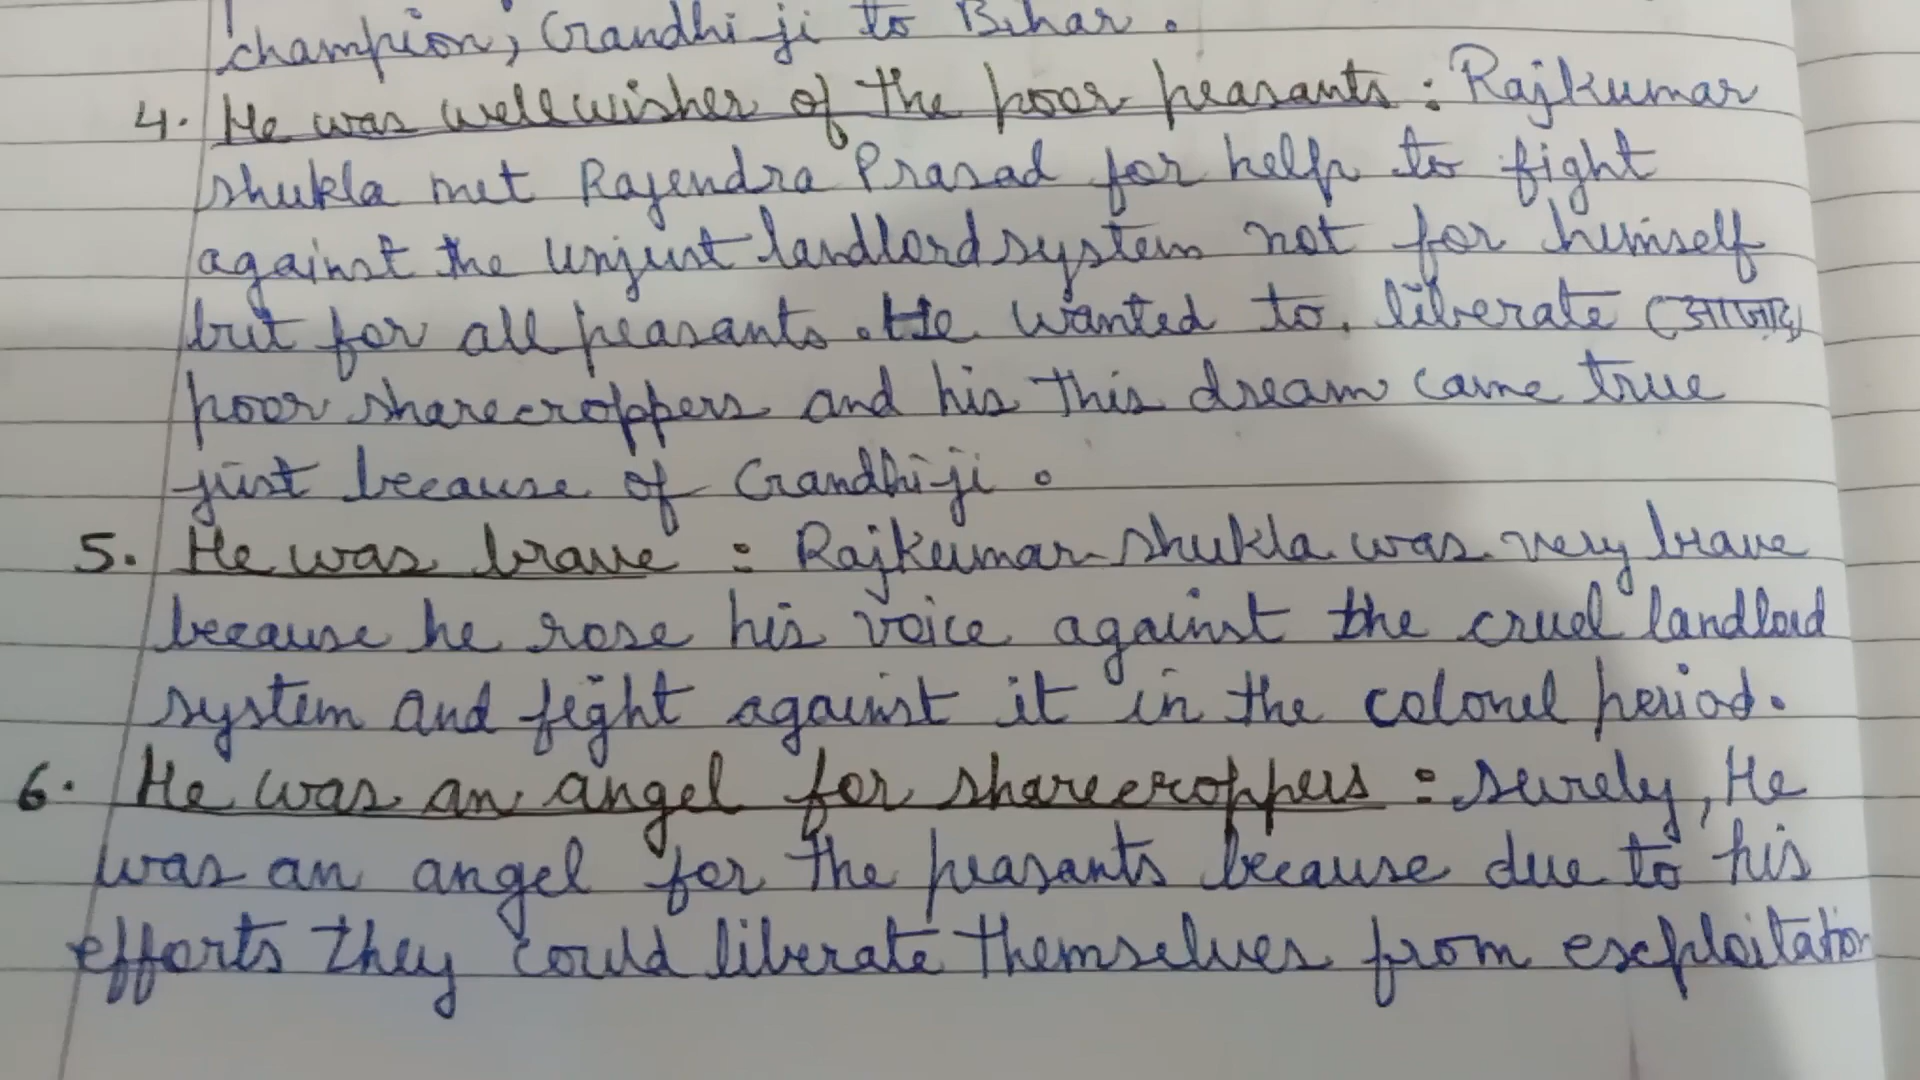 champion, Gandhi ji to Bihar.
4. He was wellwisher of the poor peasants : Rajkumar
shukla met Rajendra Prasad for help to fight
against the unjust landlord system not for himself
but for all peasants. He wanted to. liberate (आजाद)
poor sharecroppers and his this dream came true
just because of Gandhi ji.
5. He was brave : Rajkumar shukla was very brave
because he rose his voice against the cruel landlord
system and fight against it in the colonel period.
6. He was an angel for sharecroppers : surely, He
was an angel for the peasants because due to his
efforts they could liberate themselves from exploitation